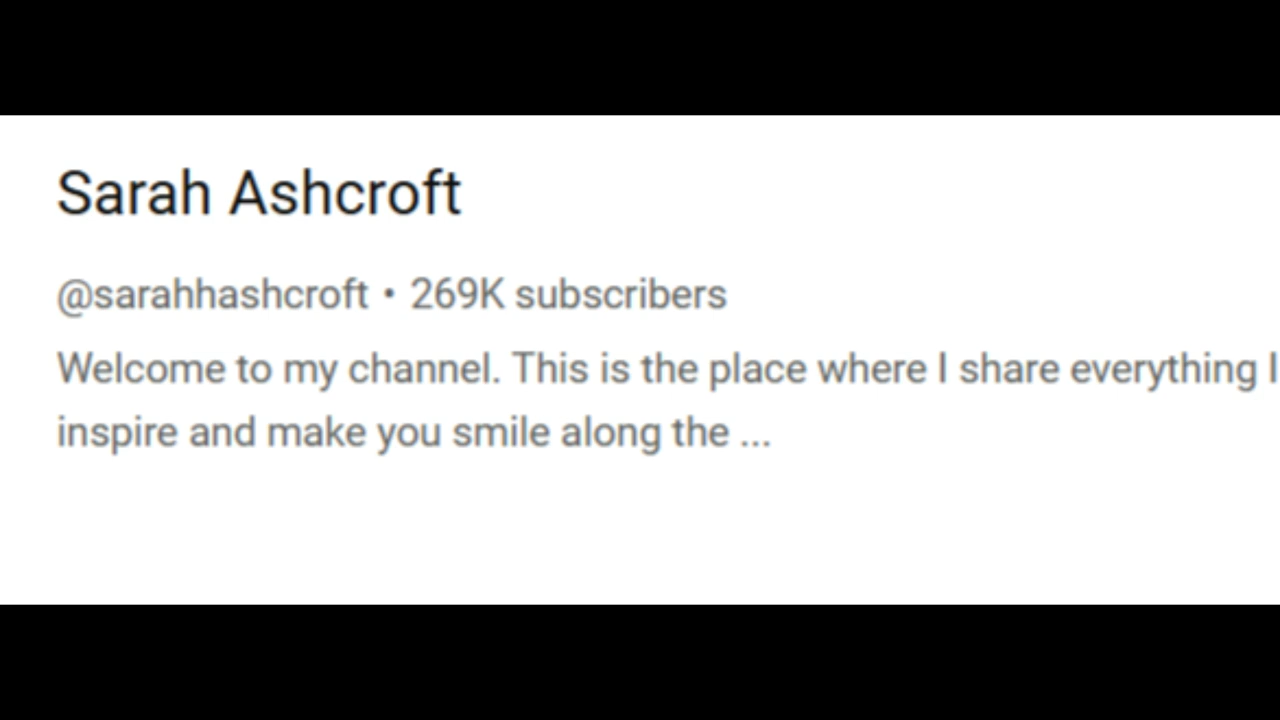 Sarah Ashcroft
@sarahhashcroft • 269K subscribers
Welcome to my channel. This is the place where I share everything I
inspire and make you smile along the ...